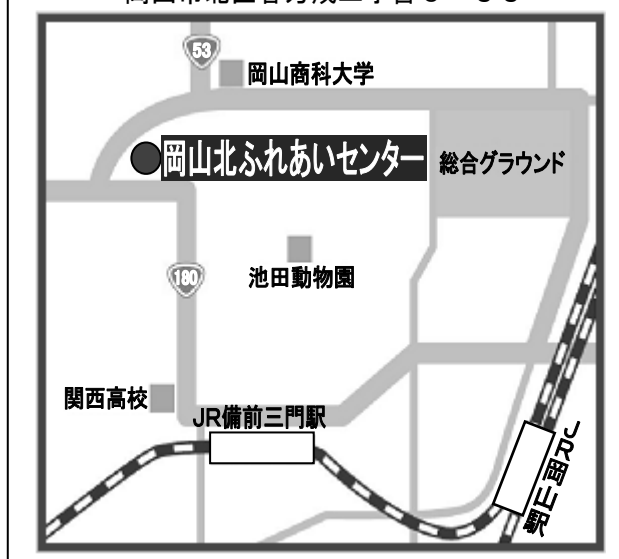 53
岡山商科大学
岡山北ふれあいセンター
総合グラウンド
池田動物園
180
関西高校
JR備前三門駅
JR岡山駅